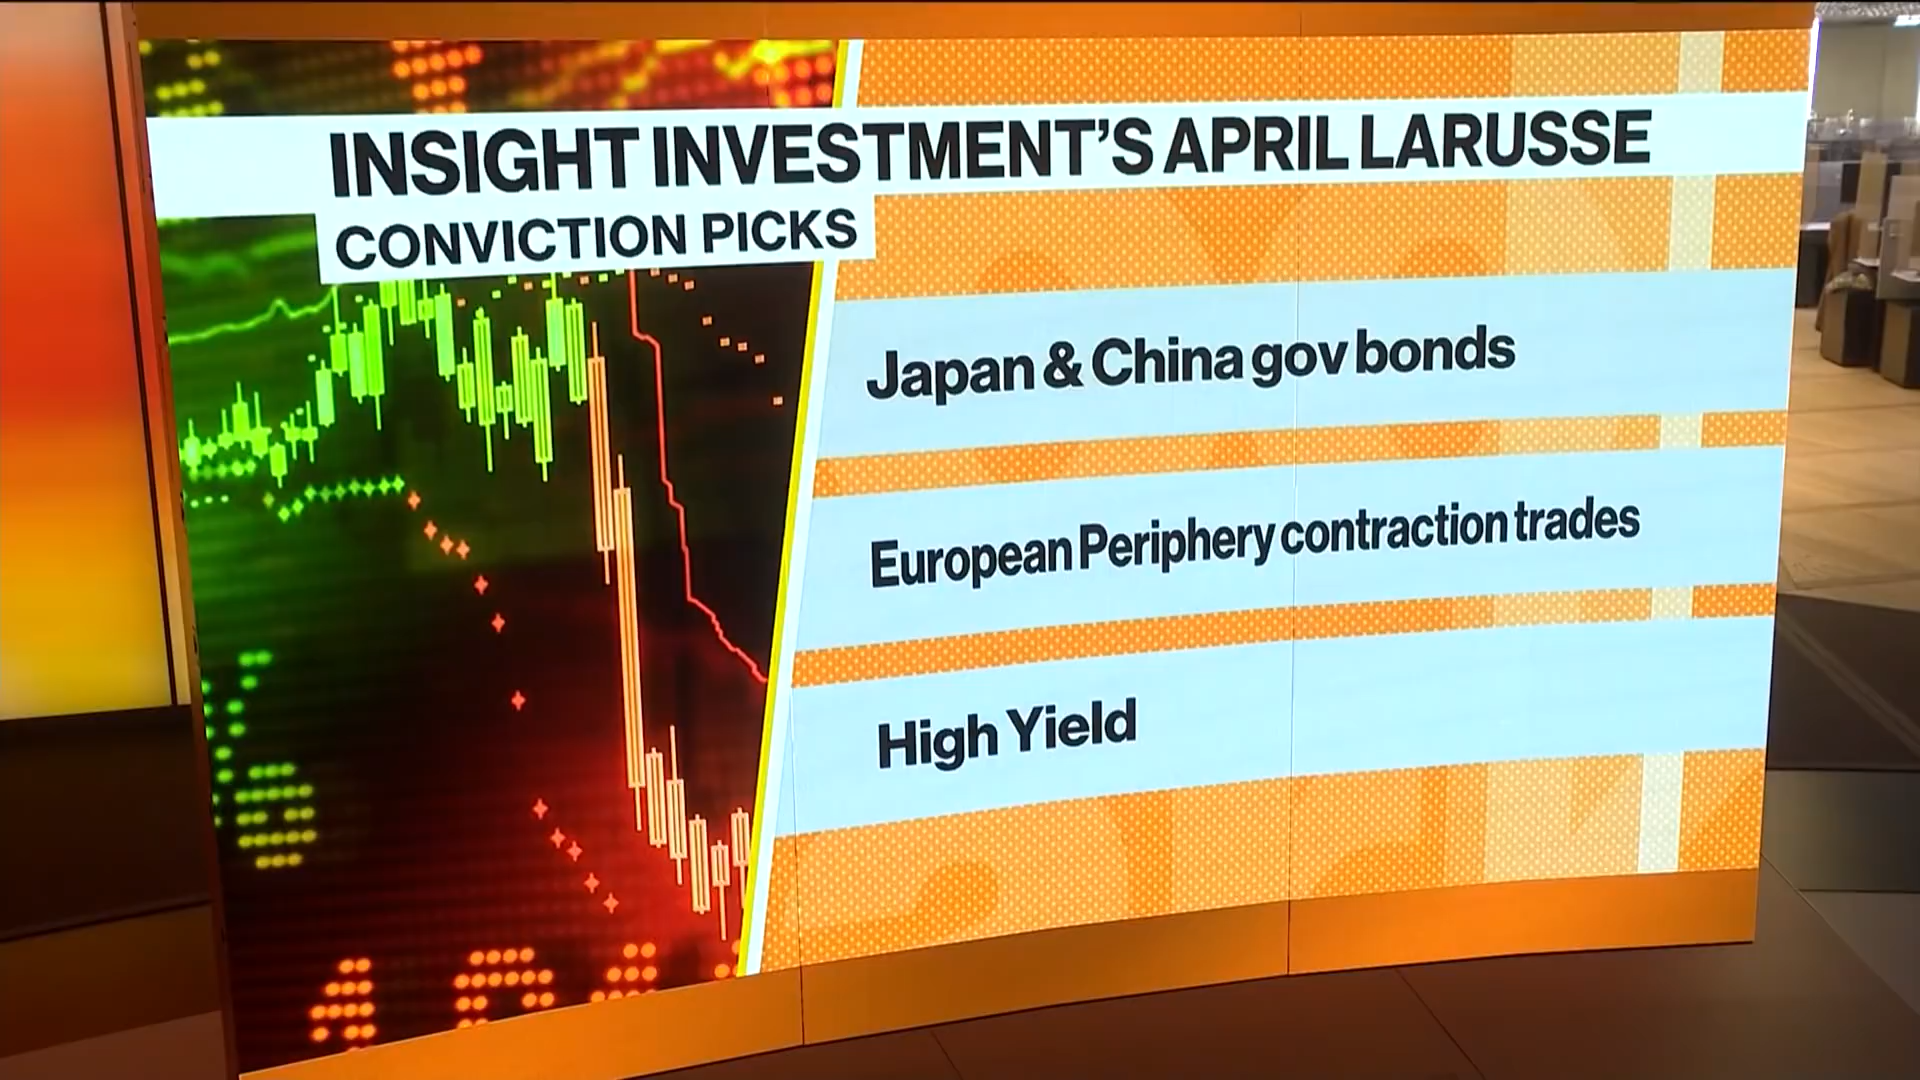 INSIGHT INVESTMENT'S APRIL LARUSSE
CONVICTION PICKS
Japan & China gov bonds
European Periphery contraction trades
High Yield